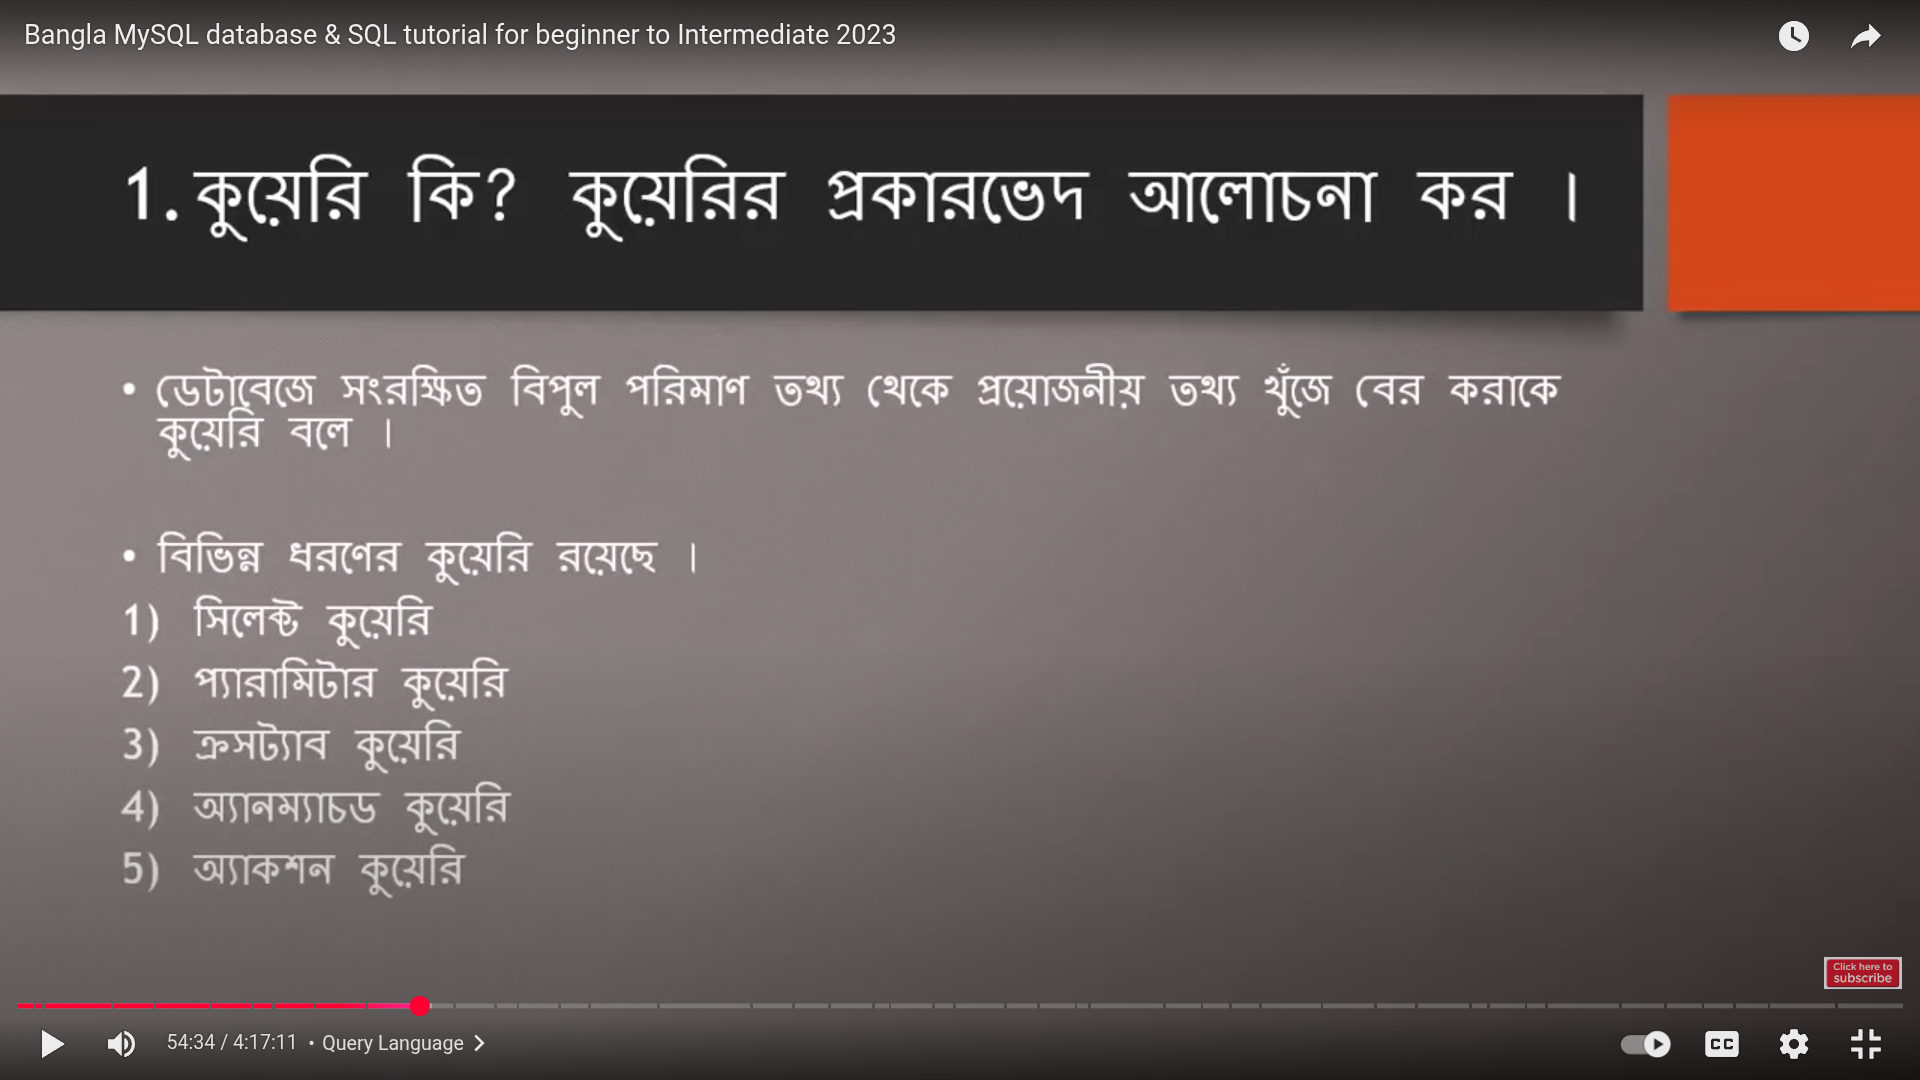 Bangla MySQL database & SQL tutorial for beginner to Intermediate 2023
1. কুয়েরি কি? কুয়েরির প্রকারভেদ আলোচনা কর ।
• ডেটাবেজে সংরক্ষিত বিপুল পরিমাণ তথ্য থেকে প্রয়োজনীয় তথ্য খুঁজে বের করাকে
কুয়েরি বলে ।
• বিভিন্ন ধরণের কুয়েরি রয়েছে ।
1) সিলেক্ট কুয়েরি
2) প্যারামিটার কুয়েরি
3) ক্রসট্যাব কুয়েরি
4) অ্যানম্যাচড কুয়েরি
5) অ্যাকশন কুয়েরি
Click here to
subscribe
54:34 / 4:17:11 • Query Language
CC